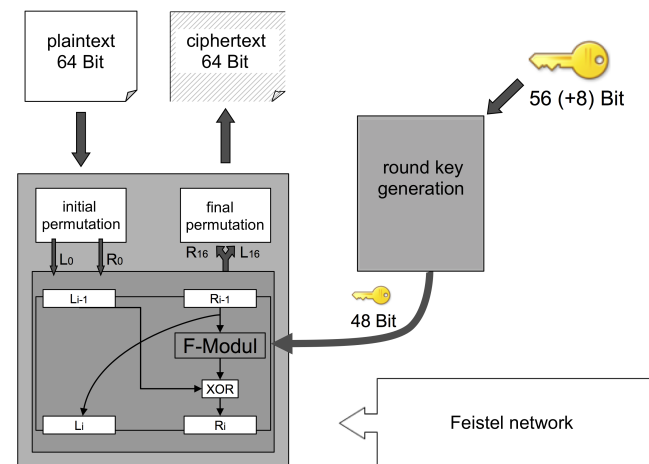 plaintext
64 Bit
ciphertext
64 Bit
56 (+8) Bit
round key
generation
initial
permutation
final
permutation
L0
R0
R16
L16
Li-1
Ri-1
48 Bit
F-Modul
XOR
Li
Ri
Feistel network